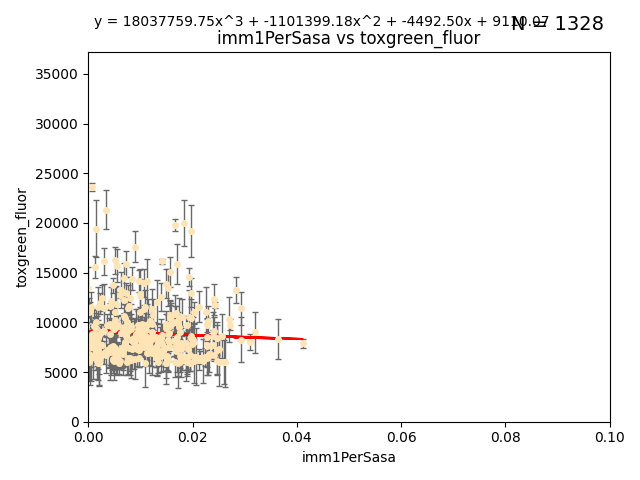 y = 18037759.75x^3 + -1101399.18x^2 + -4492.50x + 9110.07
N = 1328
imm1PerSasa vs toxgreen_fluor
35000
30000
25000
20000
15000
10000
5000
0
toxgreen_fluor
0.00 0.02 0.04 0.06 0.08 0.10
imm1PerSasa